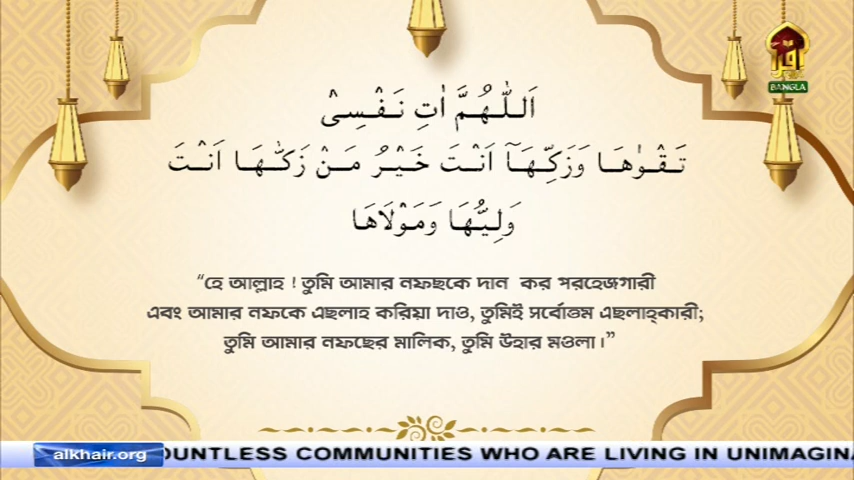 اَللّٰهُمَّ اٰتِ نَفْسِيْ
تَقْوٰهَا وَزَكِّهَآ اَنْتَ خَيْرُ مَنْ زَكّٰهَا اَنْتَ
وَلِيُّهَا وَمَوْلَاهَا
“হে আল্লাহ ! তুমি আমার নফছকে দান কর পরহেজগারী
এবং আমার নফকে এছলাহ করিয়া দাও, তুমিই সর্বোত্তম এছলাহ্কারী;
তুমি আমার নফছের মালিক, তুমি উহার মওলা।”
اقرأ
BANGLA
alkhair.org
OUNTLESS COMMUNITIES WHO ARE LIVING IN UNIMAGINA